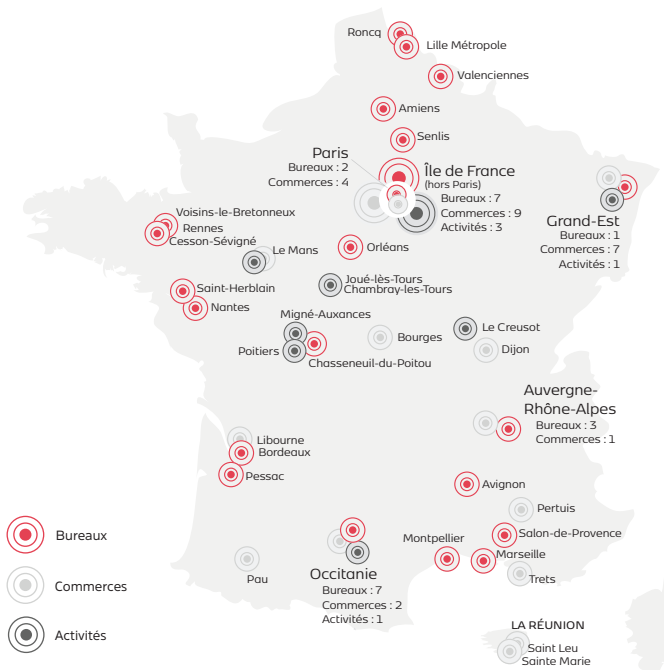 Roncq
Lille Métropole
Valenciennes
Amiens
Senlis
Paris
Bureaux : 2
Commerces : 4
Île de France
(hors Paris)
Bureaux : 7
Commerces : 9
Activités : 3
Grand-Est
Bureaux : 1
Commerces : 7
Activités : 1
Voisins-le-Bretonneux
Rennes
Cesson-Sévigné
Le Mans
Orléans
Joué-lès-Tours
Chambray-les-Tours
Saint-Herblain
Nantes
Migné-Auxances
Poitiers
Chasseneuil-du-Poitou
Bourges
Le Creusot
Dijon
Auvergne-
Rhône-Alpes
Bureaux : 3
Commerces : 1
Libourne
Bordeaux
Pessac
Avignon
Pertuis
Salon-de-Provence
Montpellier
Marseille
Trets
Pau
Occitanie
Bureaux : 7
Commerces : 2
Activités : 1
Bureaux
Commerces
Activités
LA RÉUNION
Saint Leu
Sainte Marie